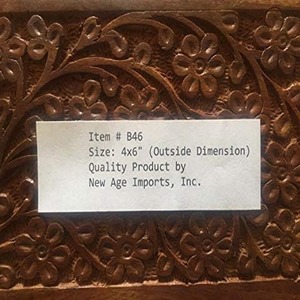 Item # B46
Size: 4x6" (Outside Dimension)
Quality Product by
New Age Imports, Inc.